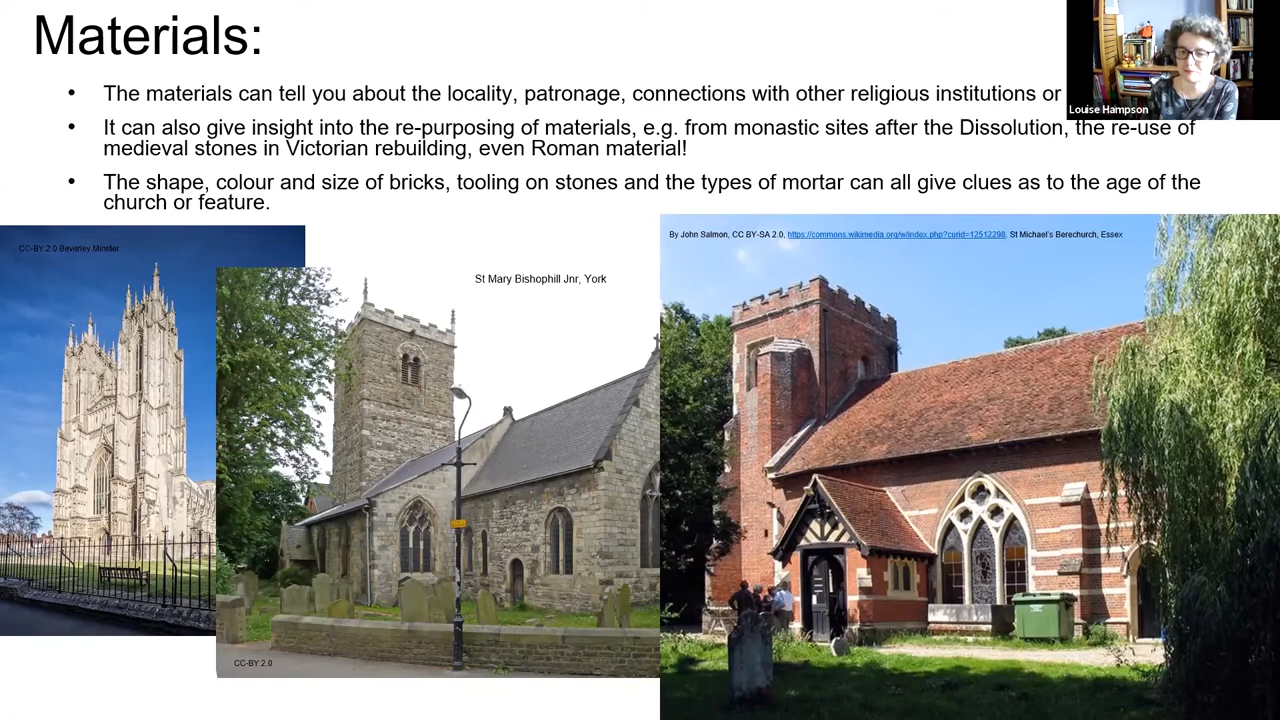 Materials:
• The materials can tell you about the locality, patronage, connections with other religious institutions or
Louise Hampson
• It can also give insight into the re-purposing of materials, e.g. from monastic sites after the Dissolution, the re-use of
medieval stones in Victorian rebuilding, even Roman material!
• The shape, colour and size of bricks, tooling on stones and the types of mortar can all give clues as to the age of the
church or feature.
CC-BY 2.0 Beverley Minster
St Mary Bishophill Jnr, York
By John Salmon, CC BY-SA 2.0, https://commons.wikimedia.org/w/index.php?curid=12512298, St Michael's Berechurch, Essex
CC-BY 2.0